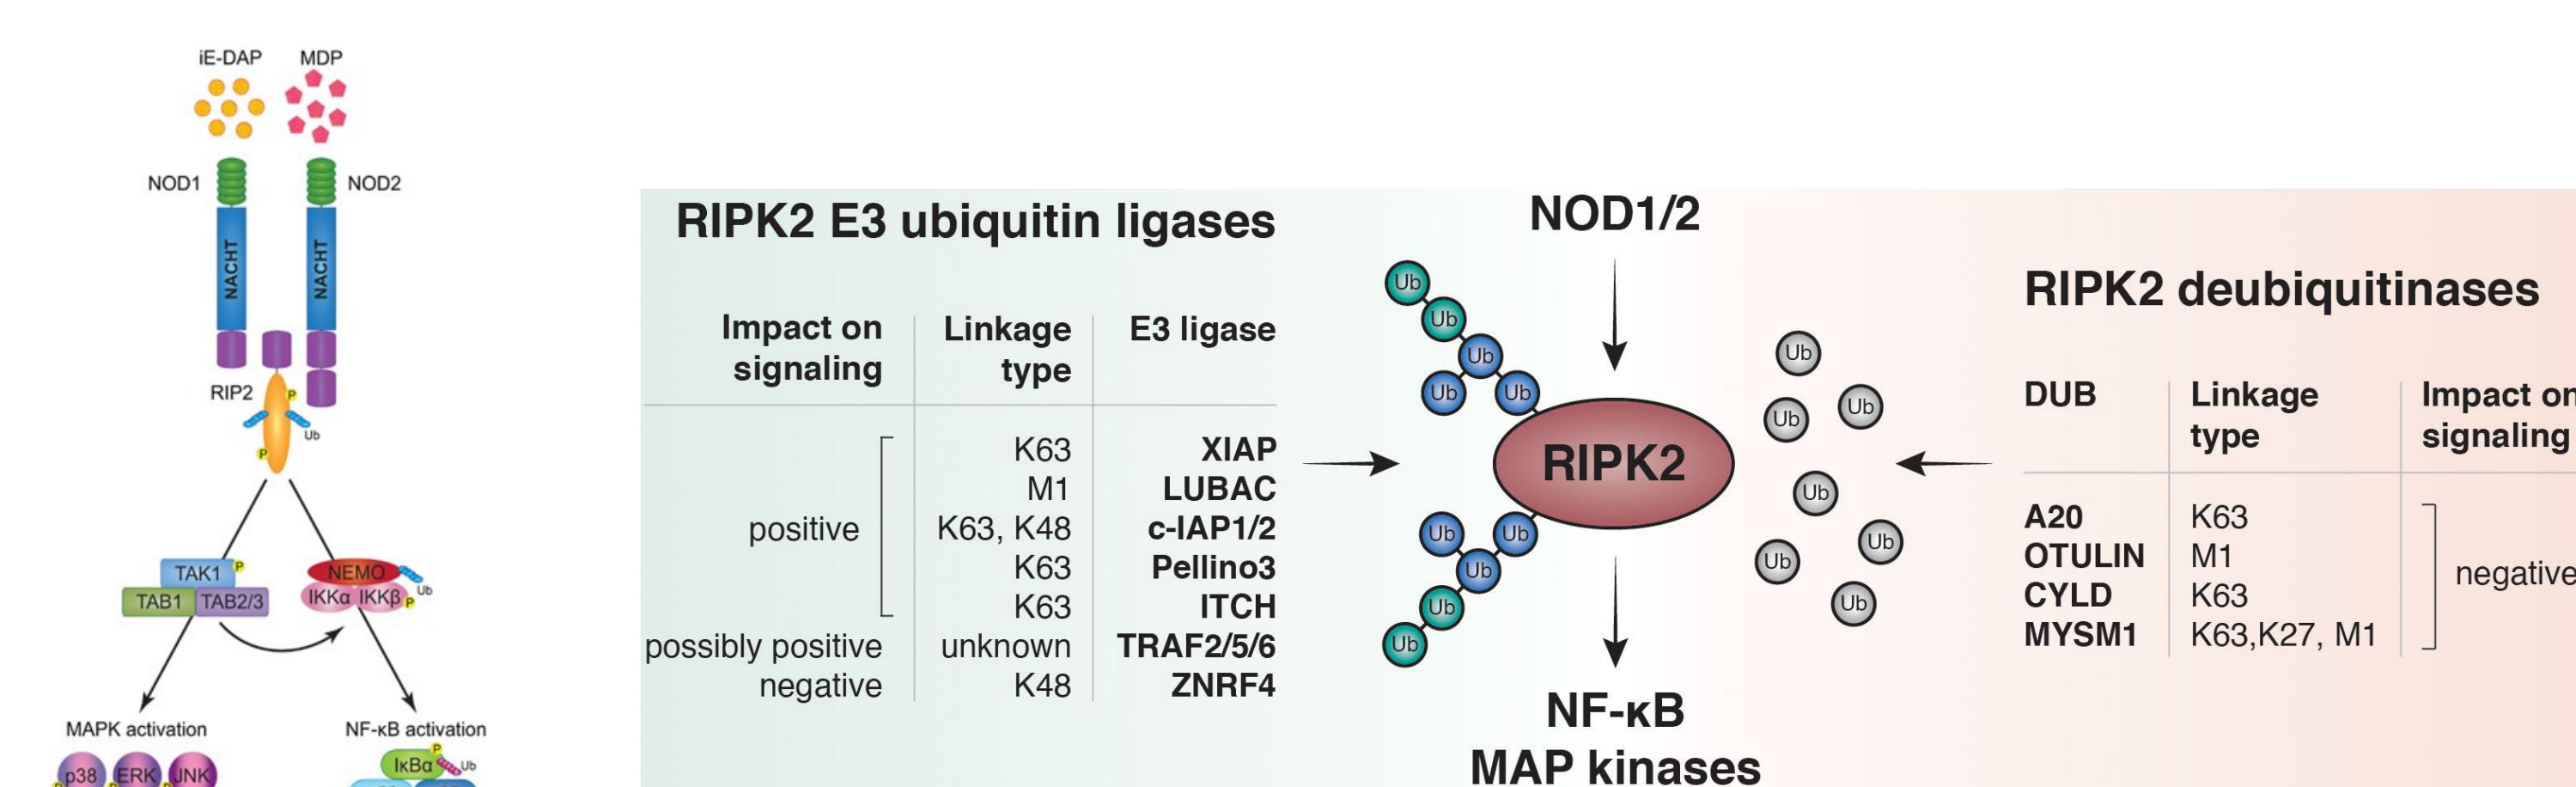 iE-DAP MDP
NOD1 NOD2
NACHT NACHT
RIP2
P
Ub
P
TAK1 P
TAB1 TAB2/3
NEMO
IKKα IKKβ P
Ub
MAPK activation
NF-κB activation
p38 ERK JNK
P
IκBα Ub
RIPK2 E3 ubiquitin ligases
Impact on signaling Linkage type E3 ligase
positive
K63 XIAP
M1 LUBAC
K63, K48 c-IAP1/2
K63 Pellino3
K63 ITCH
possibly positive unknown TRAF2/5/6
negative K48 ZNRF4
NOD1/2
Ub
Ub
Ub
Ub Ub
RIPK2
Ub Ub
Ub
Ub
Ub
NF-κB
MAP kinases
Ub
Ub Ub
Ub
Ub
Ub
Ub
RIPK2 deubiquitinases
DUB Linkage type Impact on signaling
A20 K63
OTULIN M1
CYLD K63
MYSM1 K63,K27, M1
negative